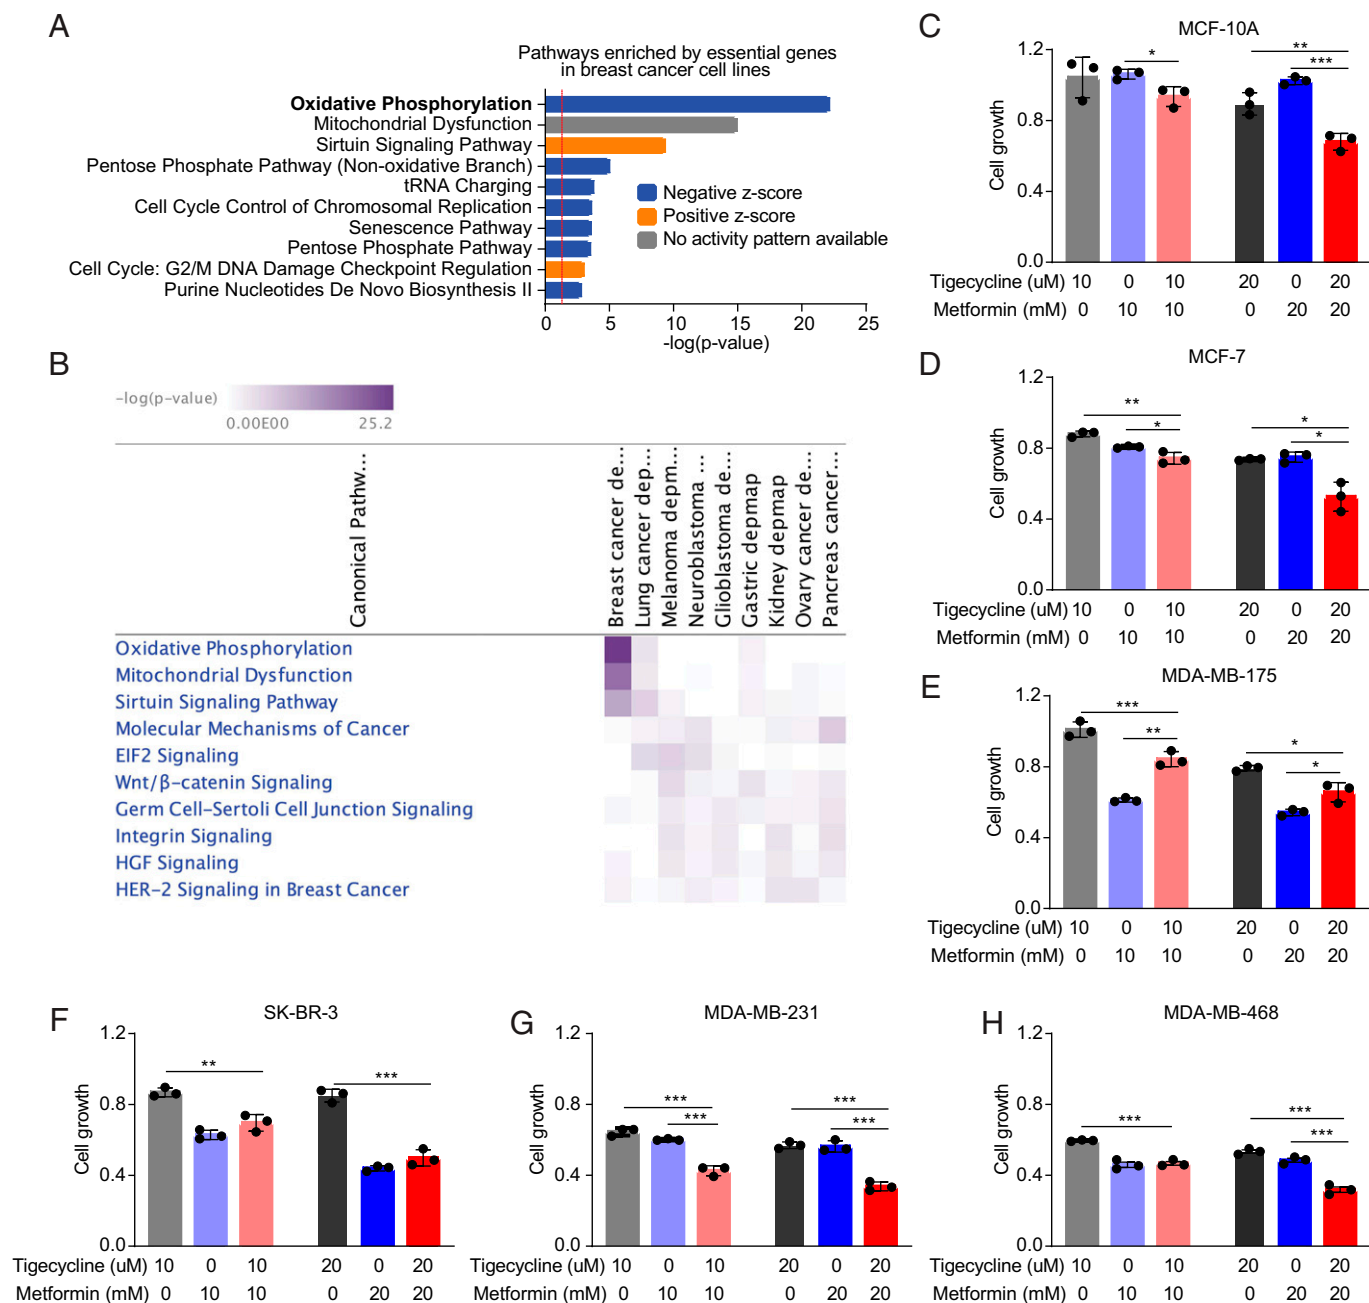 A
Pathways enriched by essential genes
in breast cancer cell lines
Oxidative Phosphorylation
Mitochondrial Dysfunction
Sirtuin Signaling Pathway
Pentose Phosphate Pathway (Non-oxidative Branch)
tRNA Charging
Cell Cycle Control of Chromosomal Replication
Senescence Pathway
Pentose Phosphate Pathway
Cell Cycle: G2/M DNA Damage Checkpoint Regulation
Purine Nucleotides De Novo Biosynthesis II
Negative z-score
Positive z-score
No activity pattern available
0 5 10 15 20 25
-log(p-value)
B
-log(p-value)
0.00E00 25.2
Canonical Pathw...
Breast cancer de...
Lung cancer dep...
Melanoma depm...
Neuroblastoma ...
Glioblastoma de...
Gastric depmap
Kidney depmap
Ovary cancer de...
Pancreas cancer...
Oxidative Phosphorylation
Mitochondrial Dysfunction
Sirtuin Signaling Pathway
Molecular Mechanisms of Cancer
EIF2 Signaling
Wnt/β-catenin Signaling
Germ Cell-Sertoli Cell Junction Signaling
Integrin Signaling
HGF Signaling
HER-2 Signaling in Breast Cancer
C
MCF-10A
Cell growth
1.2
0.8
0.4
0.0
* ** ***
Tigecycline (uM) 10 0 10 20 0 20
Metformin (mM) 0 10 10 0 20 20
D
MCF-7
Cell growth
1.2
0.8
0.4
0.0
** * * *
Tigecycline (uM) 10 0 10 20 0 20
Metformin (mM) 0 10 10 0 20 20
E
MDA-MB-175
Cell growth
1.2
0.8
0.4
0.0
*** ** * *
Tigecycline (uM) 10 0 10 20 0 20
Metformin (mM) 0 10 10 0 20 20
F
SK-BR-3
Cell growth
1.2
0.8
0.4
0.0
** ***
Tigecycline (uM) 10 0 10 20 0 20
Metformin (mM) 0 10 10 0 20 20
G
MDA-MB-231
Cell growth
1.2
0.8
0.4
0.0
*** *** *** ***
Tigecycline (uM) 10 0 10 20 0 20
Metformin (mM) 0 10 10 0 20 20
H
MDA-MB-468
Cell growth
1.2
0.8
0.4
0.0
*** *** ***
Tigecycline (uM) 10 0 10 20 0 20
Metformin (mM) 0 10 10 0 20 20